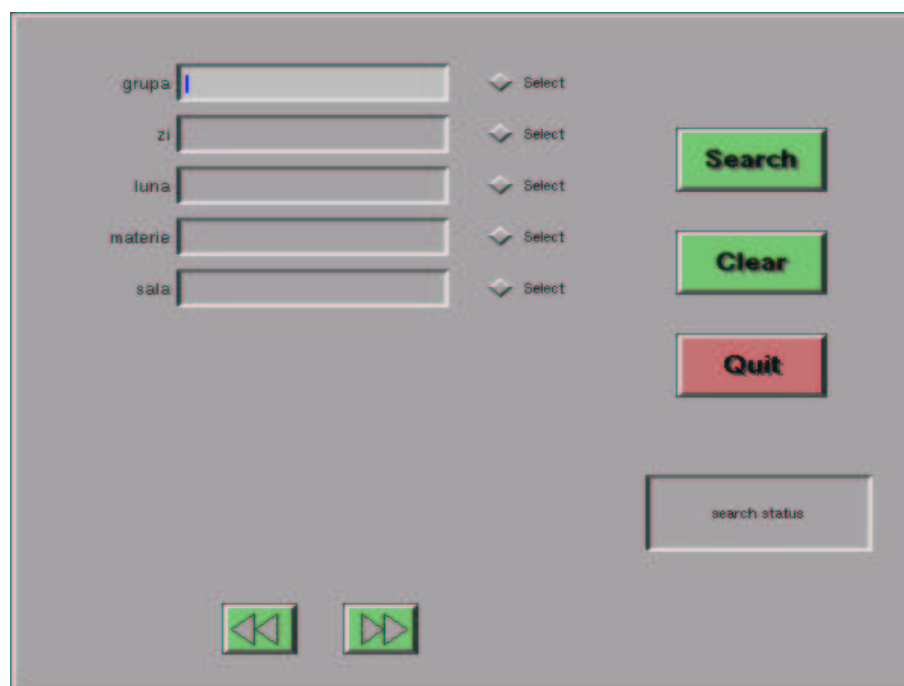 grupa Select
zi Select
luna Select
materie Select
sala Select
Search
Clear
Quit
search status